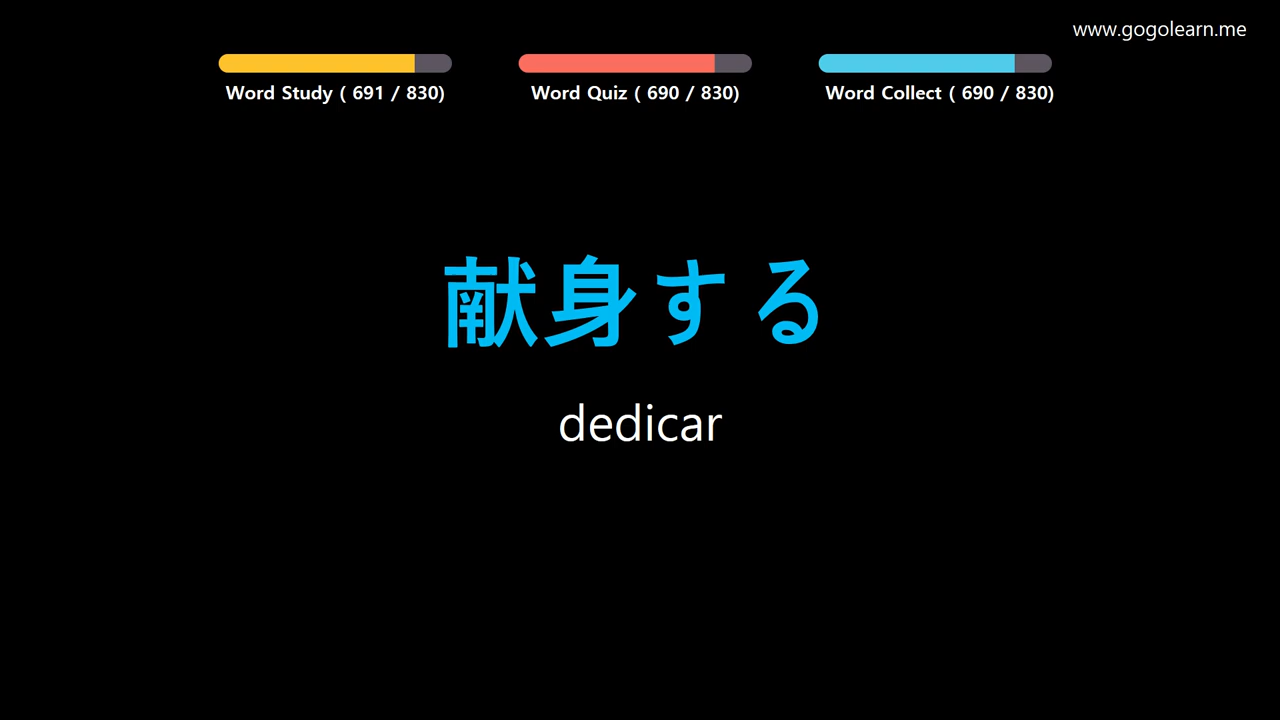 www.gogolearn.me
Word Study ( 691 / 830)
Word Quiz ( 690 / 830)
Word Collect ( 690 / 830)
献身する
dedicar